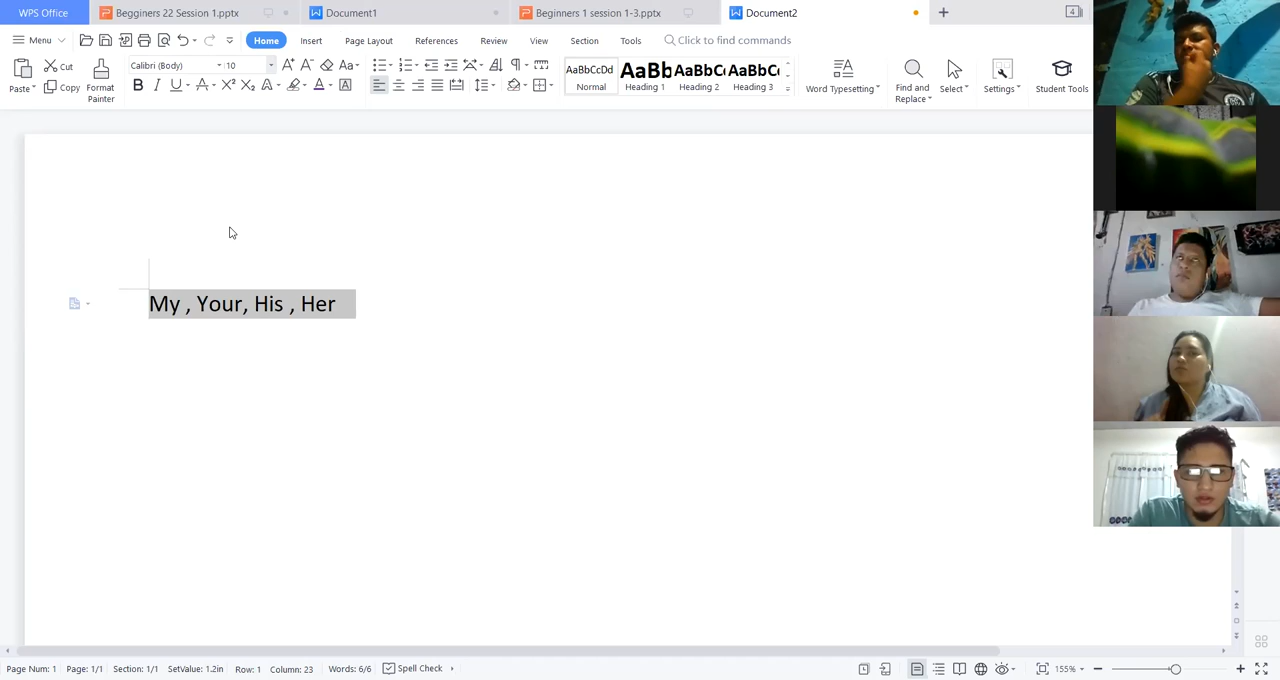 WPS Office
Begginers 22 Session 1.pptx
Document1
Beginners 1 session 1-3.pptx
Document2
4
Menu
Home
Insert
Page Layout
References
Review
View
Section
Tools
Click to find commands
Paste
Cut
Copy
Format Painter
Calibri (Body)
10
AaBbCcDd
Normal
AaBb
Heading 1
AaBbC
Heading 2
AaBbC
Heading 3
Word Typesetting
Find and Replace
Select
Settings
Student Tools
My , Your, His , Her
Page Num: 1
Page: 1/1
Section: 1/1
SetValue: 1.2in
Row: 1
Column: 23
Words: 6/6
Spell Check
155%